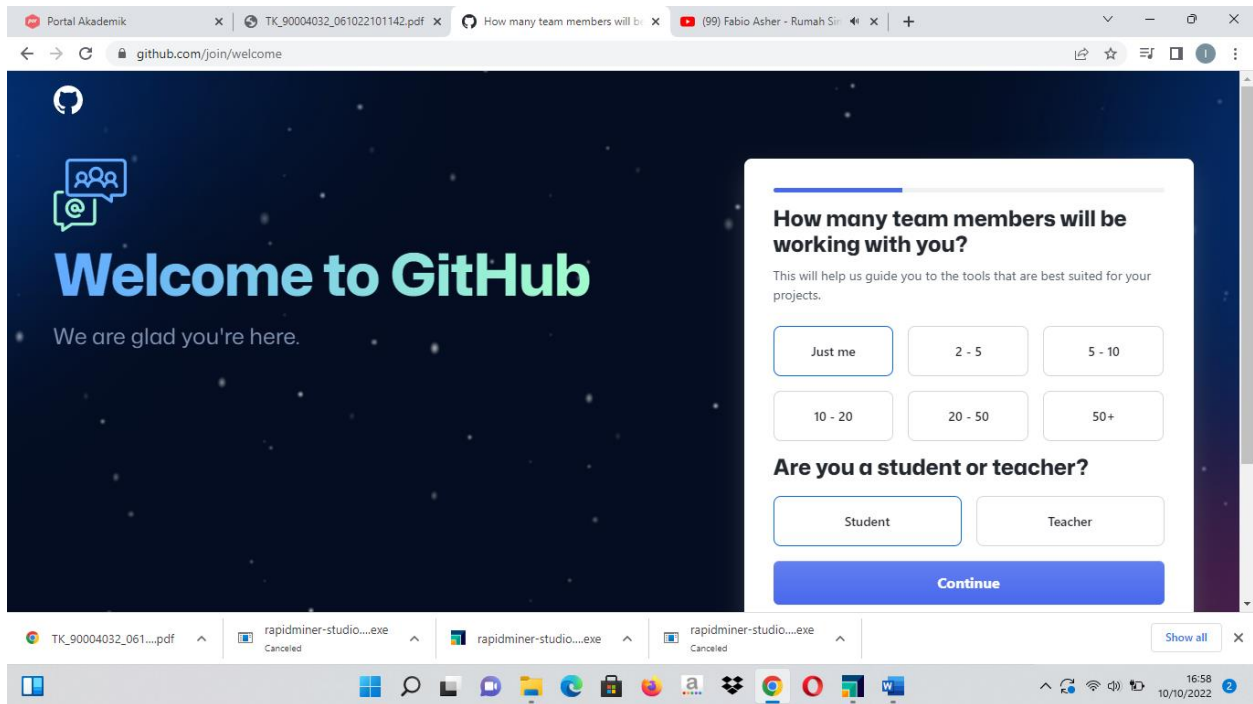 Portal Akademik
TK_90004032_061022101142.pdf
How many team members will be
(99) Fabio Asher - Rumah Sin
github.com/join/welcome
I
@
Welcome to GitHub
We are glad you're here.
How many team members will be
working with you?
This will help us guide you to the tools that are best suited for your
projects.
Just me
2 - 5
5 - 10
10 - 20
20 - 50
50+
Are you a student or teacher?
Student
Teacher
Continue
TK_90004032_061....pdf
rapidminer-studio....exe
Canceled
rapidminer-studio....exe
rapidminer-studio....exe
Canceled
Show all
a
W
16:58
10/10/2022
2